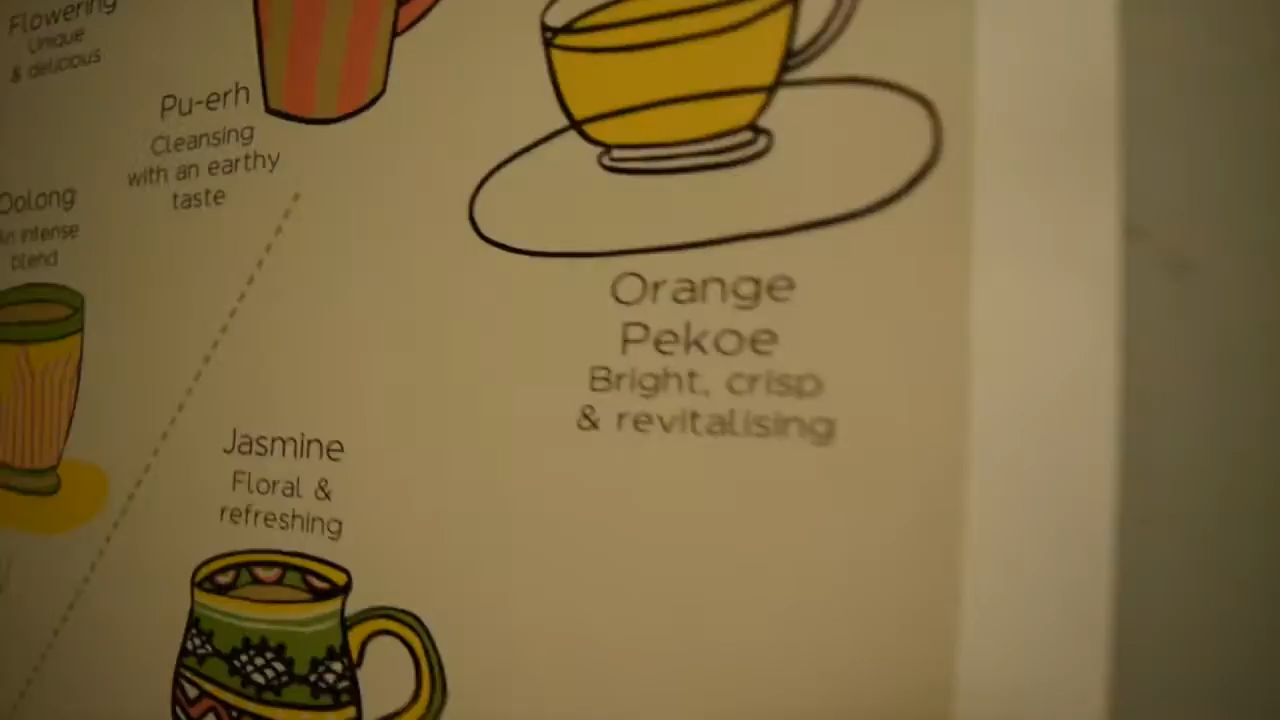 Flowering
Unique
& delicious
Pu-erh
Cleansing
with an earthy
taste
Oolong
An intense
blend
Orange
Pekoe
Bright, crisp
& revitalising
Jasmine
Floral &
refreshing